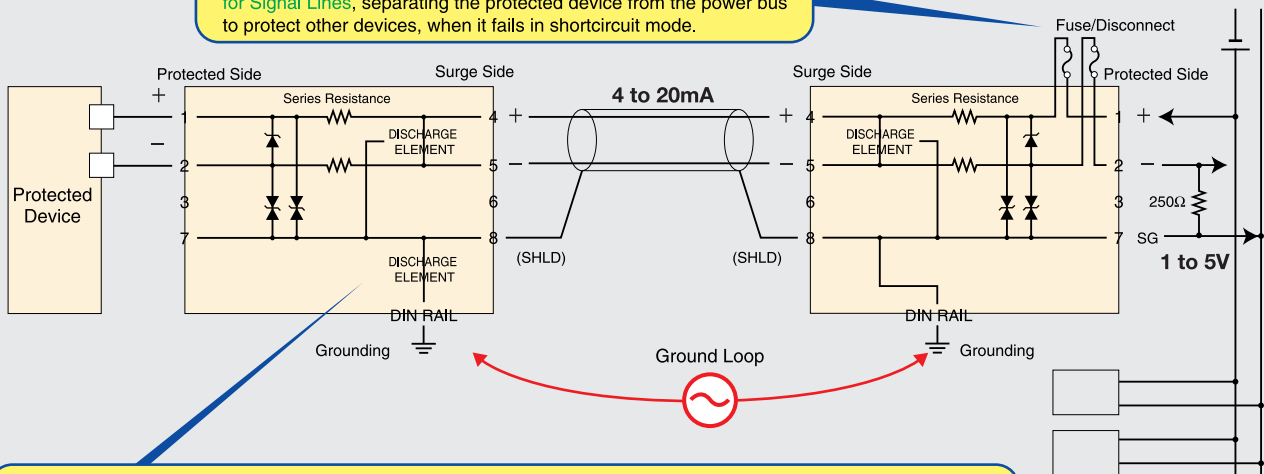 for Signal Lines, separating the protected device from the power bus
to protect other devices, when it fails in shortcircuit mode.
Fuse/Disconnect
Protected Side
Surge Side
Surge Side
Protected Side
Series Resistance
4 to 20mA
Series Resistance
+
1
4
+
+
4
1
+
DISCHARGE
ELEMENT
DISCHARGE
ELEMENT
−
2
5
−
−
5
2
−
Protected
Device
3
6
6
3
250Ω
7
8
8
7
SG
(SHLD)
(SHLD)
1 to 5V
DISCHARGE
ELEMENT
DIN RAIL
DIN RAIL
Grounding
Ground Loop
Grounding